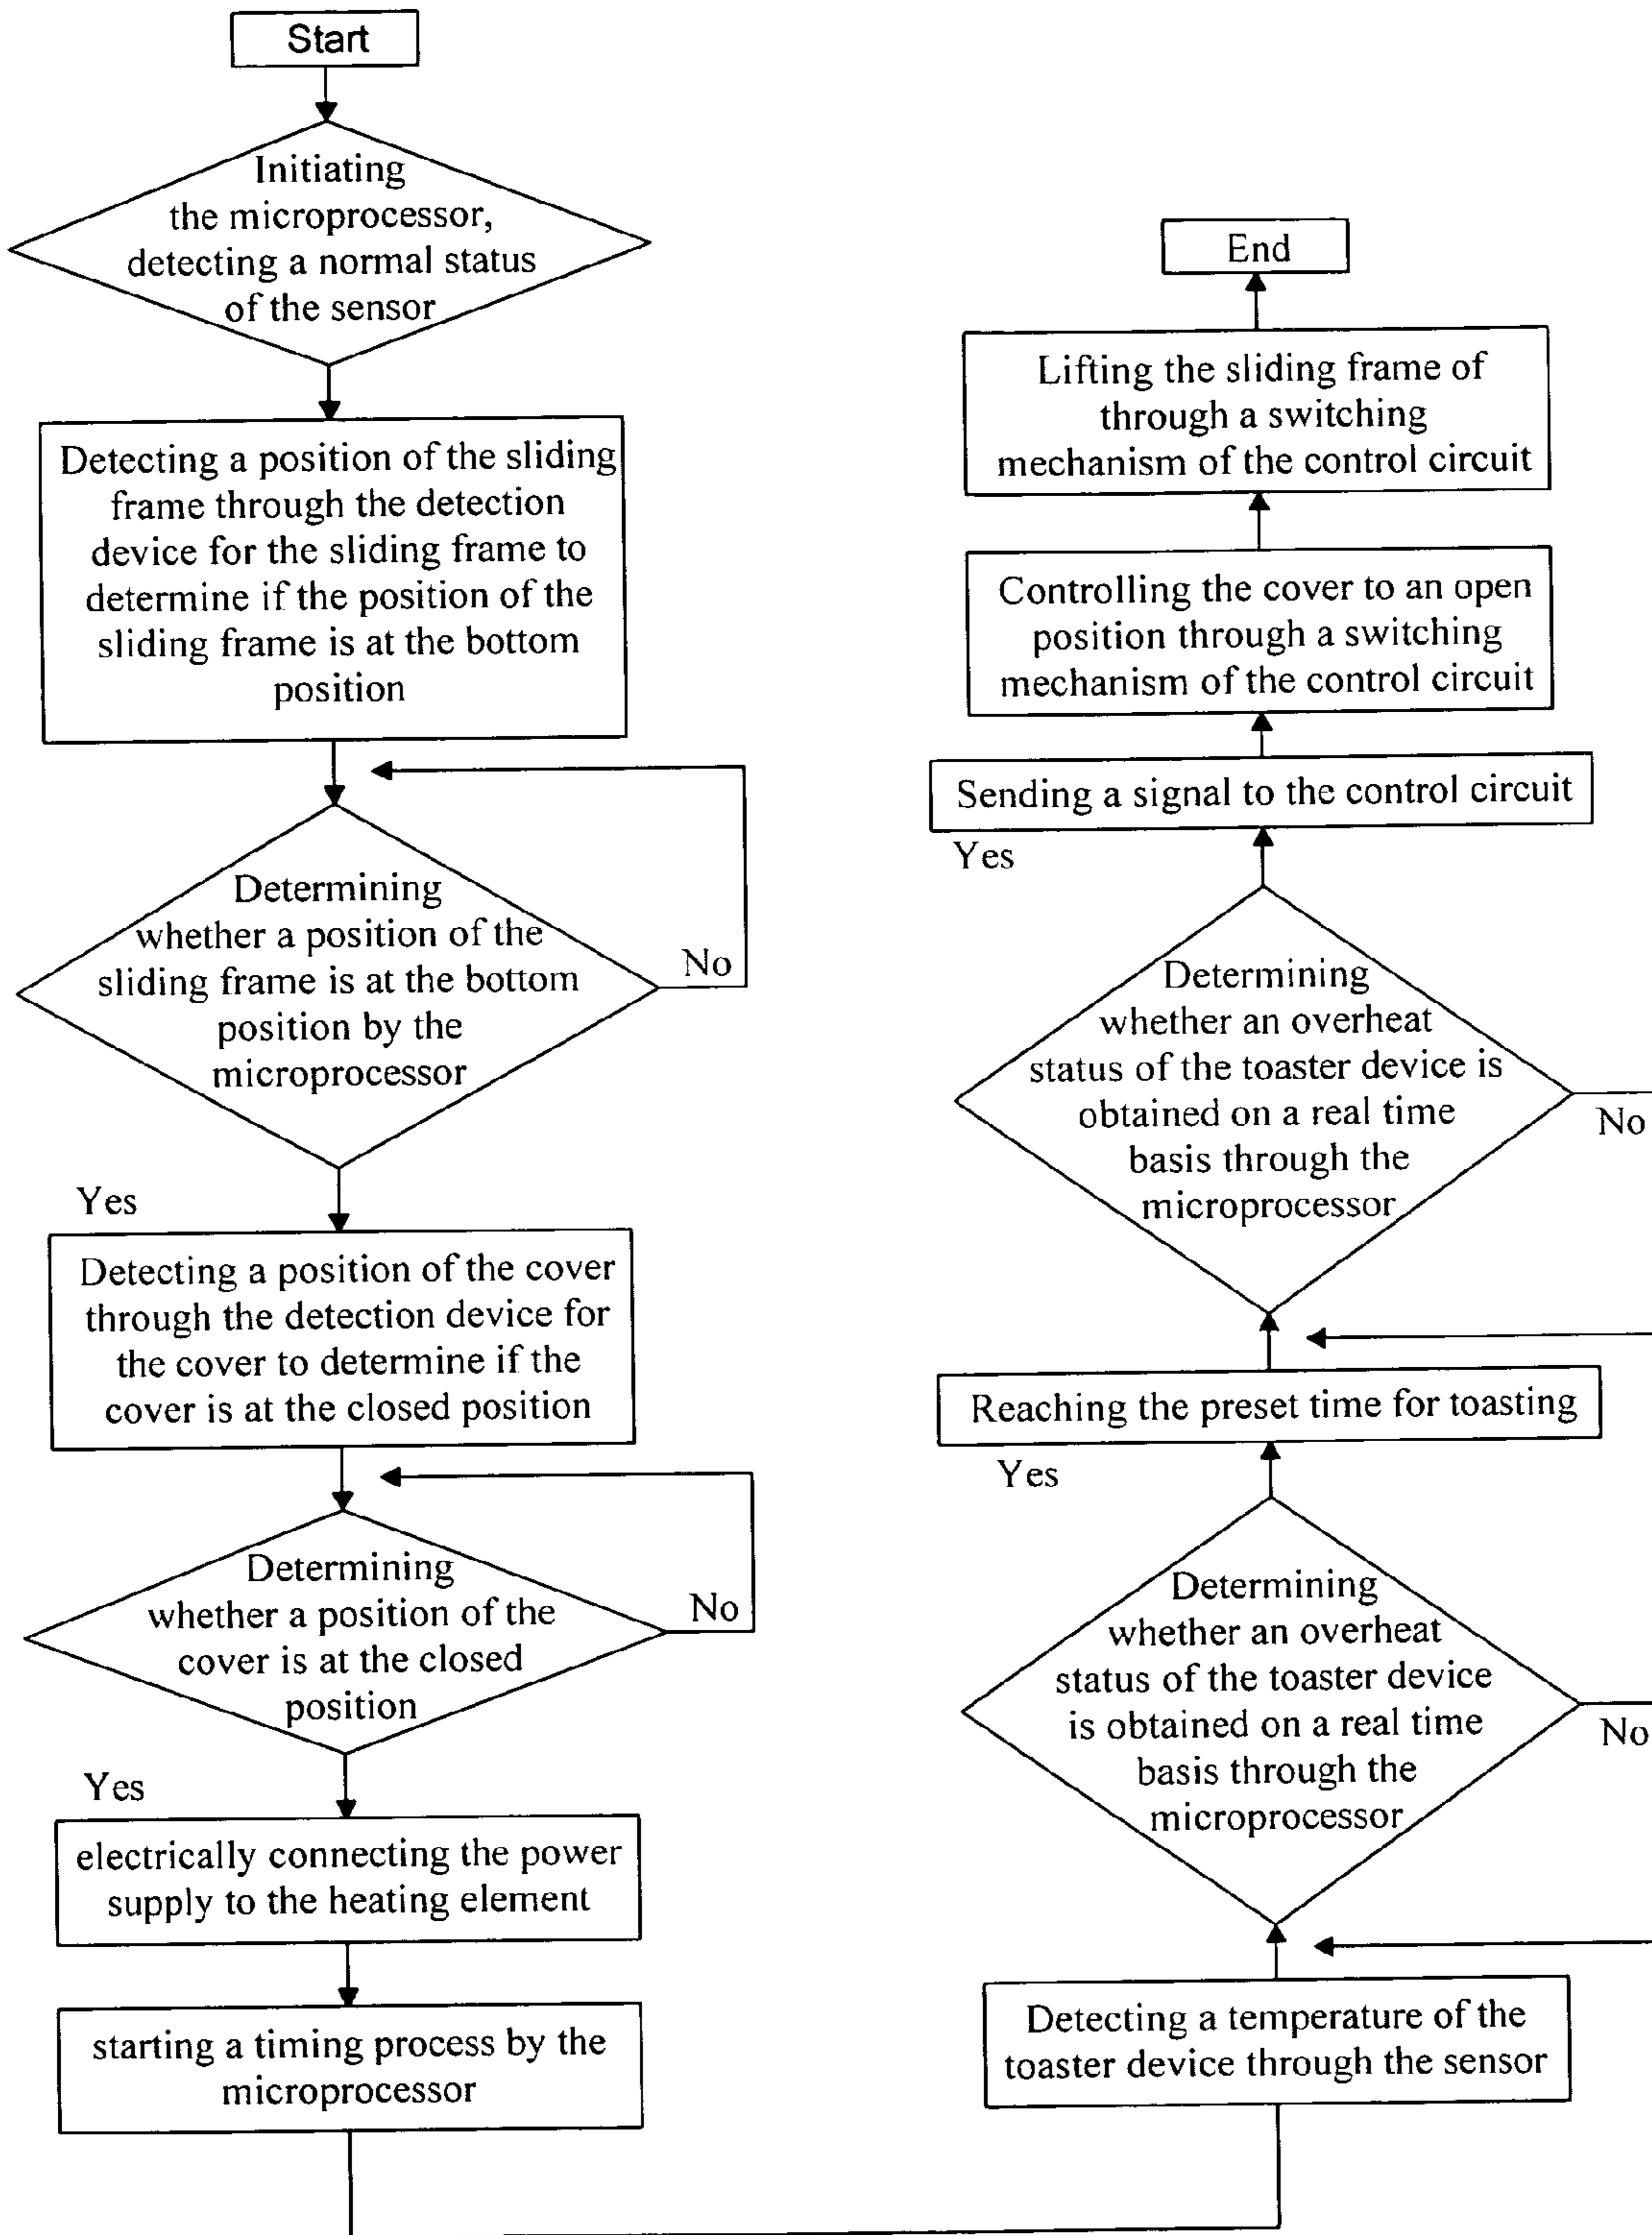 Start
Initiating
the microprocessor,
detecting a normal status
of the sensor
Detecting a position of the sliding
frame through the detection
device for the sliding frame to
determine if the position of the
sliding frame is at the bottom
position
Determining
whether a position of the
sliding frame is at the bottom
position by the
microprocessor
No
Yes
Detecting a position of the cover
through the detection device for
the cover to determine if the
cover is at the closed position
Determining
whether a position of the
cover is at the closed
position
No
Yes
electrically connecting the power
supply to the heating element
starting a timing process by the
microprocessor
Detecting a temperature of the
toaster device through the sensor
Determining
whether an overheat
status of the toaster device
is obtained on a real time
basis through the
microprocessor
No
Yes
Reaching the preset time for toasting
Determining
whether an overheat
status of the toaster device is
obtained on a real time
basis through the
microprocessor
No
Yes
Sending a signal to the control circuit
Controlling the cover to an open
position through a switching
mechanism of the control circuit
Lifting the sliding frame of
through a switching
mechanism of the control circuit
End